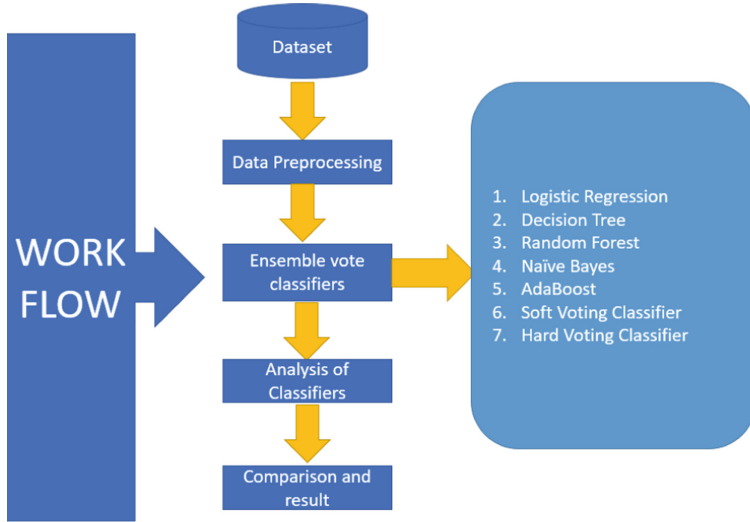 WORK
FLOW
Dataset
Data Preprocessing
Ensemble vote
classifiers
Analysis of
Classifiers
Comparison and
result
1. Logistic Regression
2. Decision Tree
3. Random Forest
4. Naïve Bayes
5. AdaBoost
6. Soft Voting Classifier
7. Hard Voting Classifier